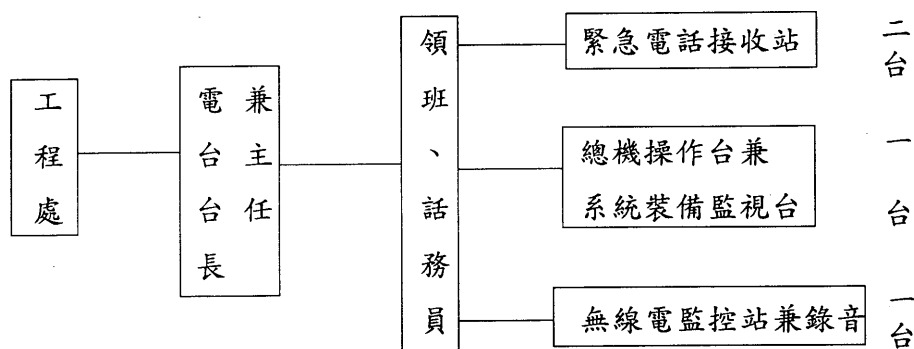 工程處
電台台長
兼主任
領班、話務員
緊急電話接收站
二台
總機操作台兼
系統裝備監視台
一台
無線電監控站兼錄音
一台